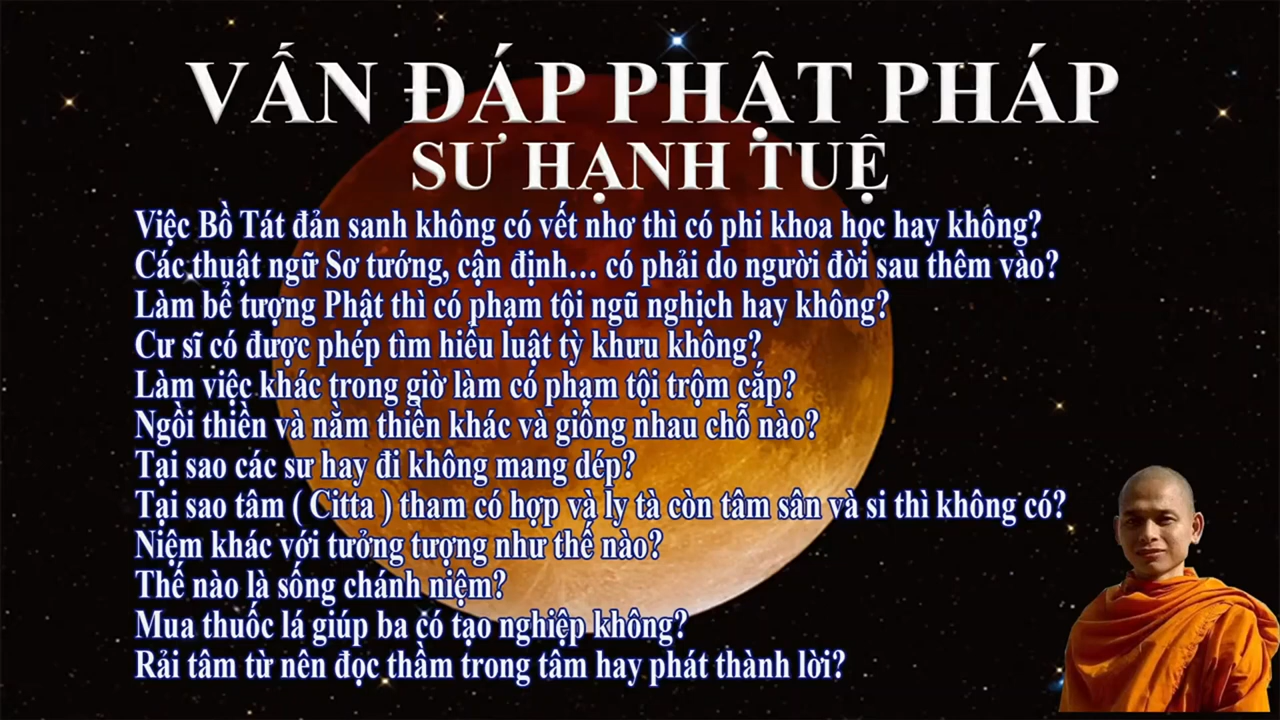 VẤN ĐÁP PHẬT PHÁP
SƯ HẠNH TUỆ
Việc Bồ Tát đản sanh không có vết nhơ thì có phi khoa học hay không?
Các thuật ngữ Sơ tướng, cận định... có phải do người đời sau thêm vào?
Làm bể tượng Phật thì có phạm tội ngũ nghịch hay không?
Cư sĩ có được phép tìm hiểu luật tỳ khưu không?
Làm việc khác trong giờ làm có phạm tội trộm cắp?
Ngồi thiền và nằm thiền khác và giống nhau chỗ nào?
Tại sao các sư hay đi không mang dép?
Tại sao tâm ( Citta ) tham có hợp và ly tà còn tâm sân và si thì không có?
Niệm khác với tưởng tượng như thế nào?
Thế nào là sống chánh niệm?
Mua thuốc lá giúp ba có tạo nghiệp không?
Rải tâm từ nên đọc thầm trong tâm hay phát thành lời?